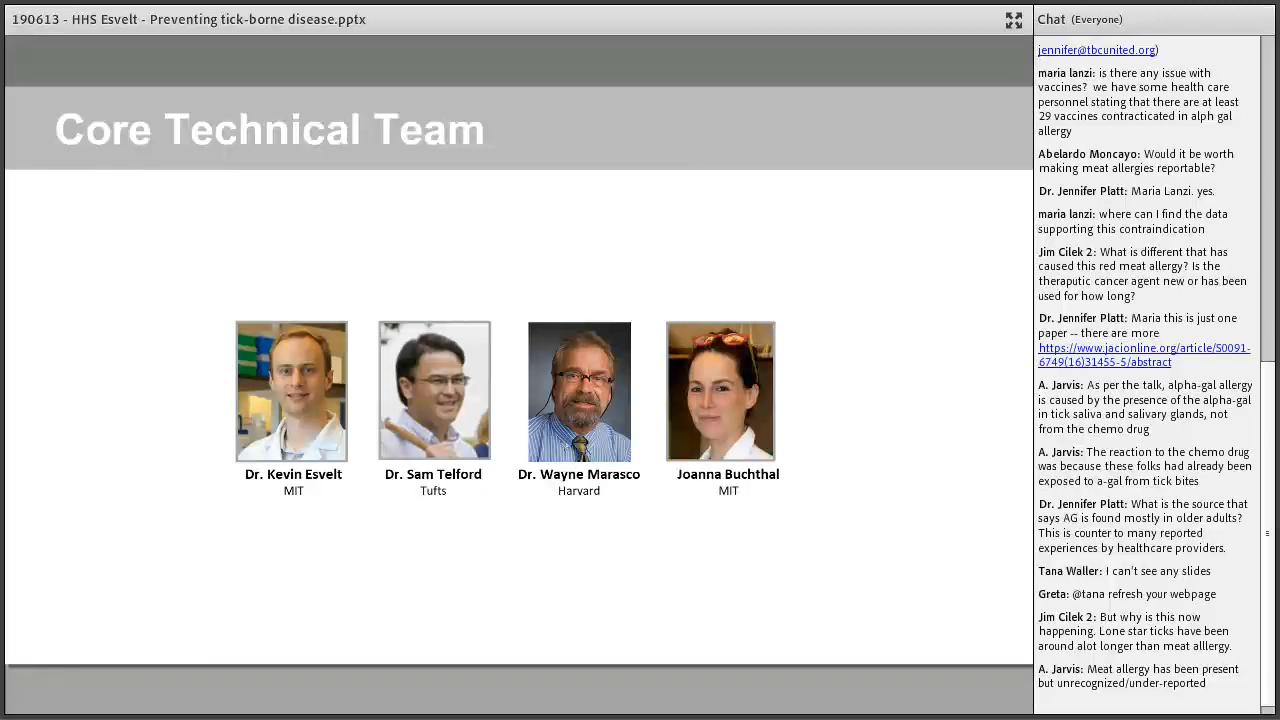 190613 - HHS Esvelt - Preventing tick-borne disease.pptx
Core Technical Team
Dr. Kevin Esvelt
MIT
Dr. Sam Telford
Tufts
Dr. Wayne Marasco
Harvard
Joanna Buchthal
MIT
Chat (Everyone)
jennifer@tbcunited.org)
maria lanzi: is there any issue with
vaccines? we have some health care
personnel stating that there are at least
29 vaccines contracticated in alph gal
allergy
Abelardo Moncayo: Would it be worth
making meat allergies reportable?
Dr. Jennifer Platt: Maria Lanzi. yes.
maria lanzi: where can I find the data
supporting this contraindication
Jim Cilek 2: What is different that has
caused this red meat allergy? Is the
theraputic cancer agent new or has been
used for how long?
Dr. Jennifer Platt: Maria this is just one
paper -- there are more
https://www.jacionline.org/article/S0091-
6749(16)31455-5/abstract
A. Jarvis: As per the talk, alpha-gal allergy
is caused by the presence of the alpha-gal
in tick saliva and salivary glands, not
from the chemo drug
A. Jarvis: The reaction to the chemo drug
was because these folks had already been
exposed to a-gal from tick bites
Dr. Jennifer Platt: What is the source that
says AG is found mostly in older adults?
This is counter to many reported
experiences by healthcare providers.
Tana Waller: I can't see any slides
Greta: @tana refresh your webpage
Jim Cilek 2: But why is this now
happening. Lone star ticks have been
around alot longer than meat alllergy.
A. Jarvis: Meat allergy has been present
but unrecognized/under-reported